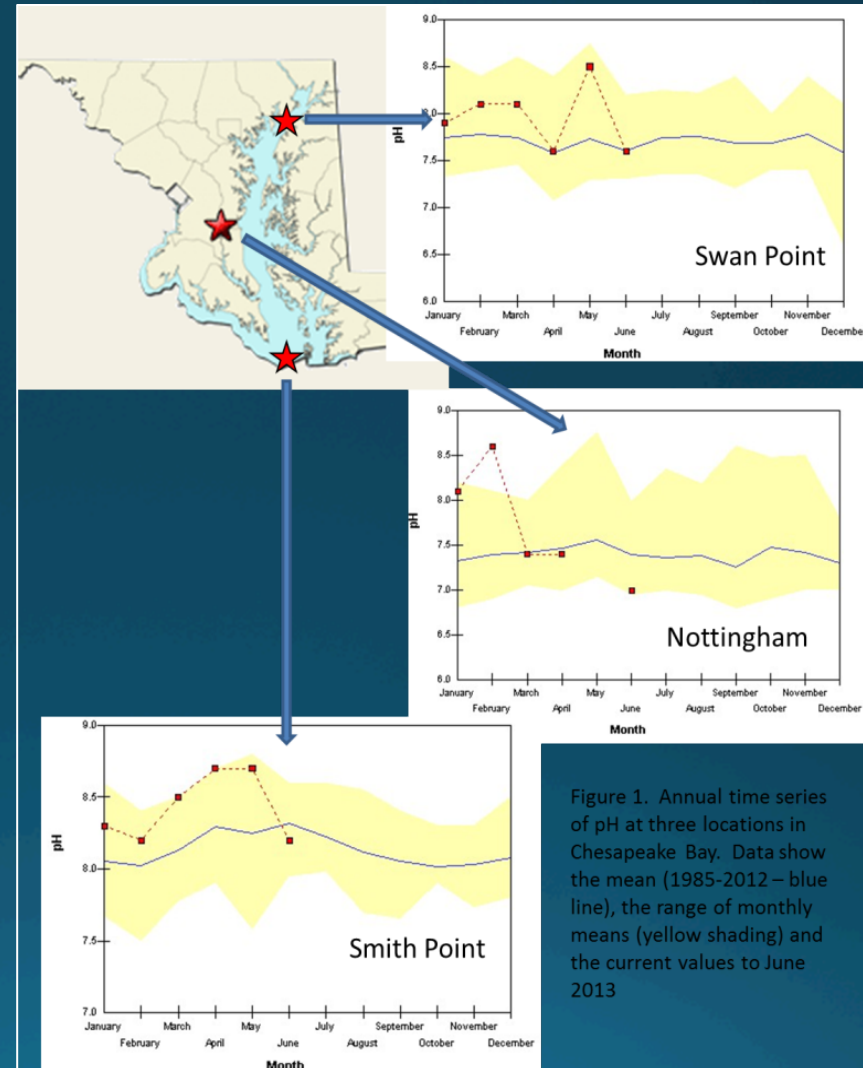 9.0
8.5
8.0
7.5
7.0
6.5
6.0
pH
Swan Point
January March May July September November
February April June August October December
Month
9.0
8.5
8.0
7.5
7.0
6.5
6.0
pH
Nottingham
January March May July September November
February April June August October December
Month
9.0
8.5
8.0
7.5
7.0
pH
Smith Point
January March May July September November
February April June August October December
Month
Figure 1. Annual time series
of pH at three locations in
Chesapeake Bay. Data show
the mean (1985-2012 – blue
line), the range of monthly
means (yellow shading) and
the current values to June
2013